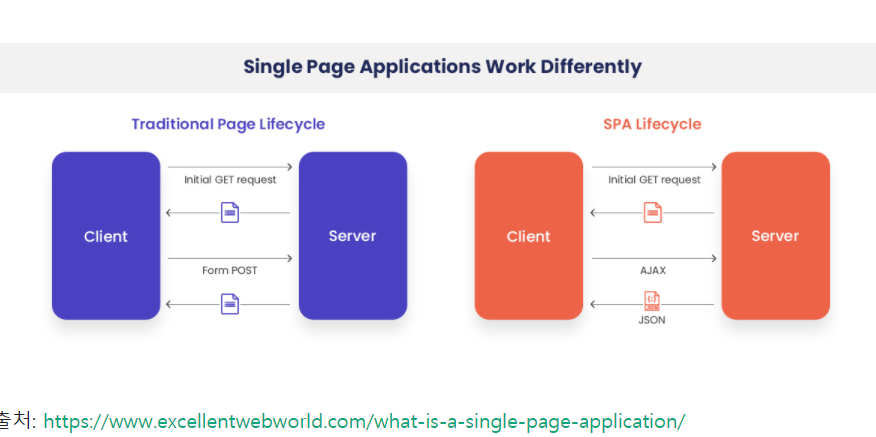 Single Page Applications Work Differently
Traditional Page Lifecycle
Client
Initial GET request
Form POST
Server
SPA Lifecycle
Client
Initial GET request
AJAX
JSON
Server
출처: https://www.excellentwebworld.com/what-is-a-single-page-application/